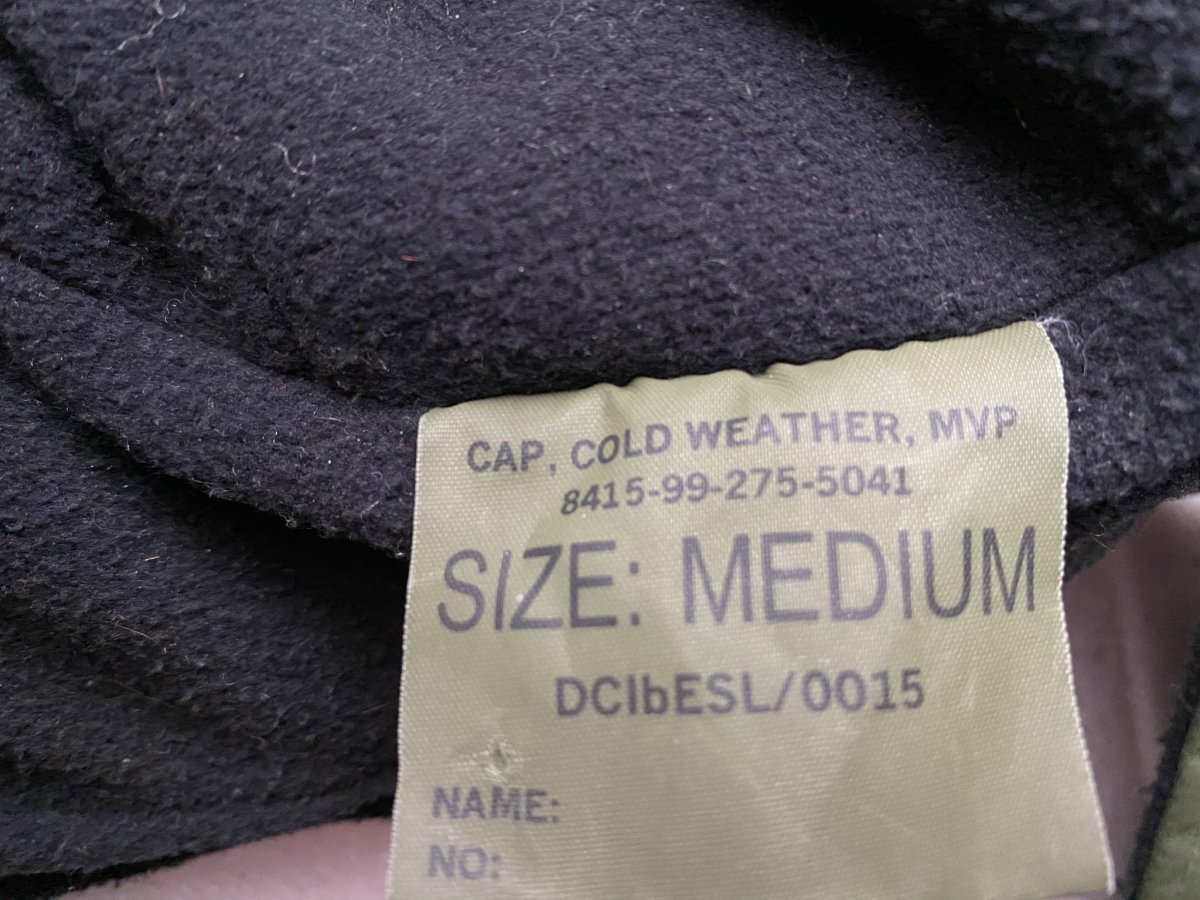 CAP, COLD WEATHER, MVP
8415-99-275-5041
SIZE: MEDIUM
DCIbESL/0015
NAME:
NO: